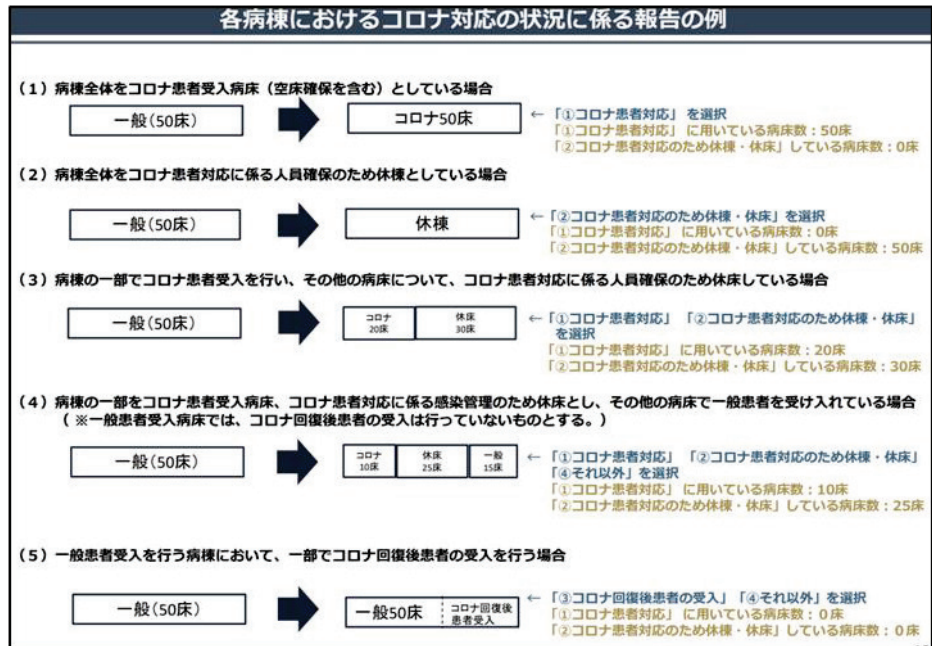 各病棟におけるコロナ対応の状況に係る報告の例
（1）病棟全体をコロナ患者受入病床（空床確保を含む）としている場合
一般（50床）
コロナ50床
← 「①コロナ患者対応」 を選択
「①コロナ患者対応」 に用いている病床数：50床
「②コロナ患者対応のため休棟・休床」している病床数：0床
（2）病棟全体をコロナ患者対応に係る人員確保のため休棟としている場合
一般（50床）
休棟
← 「②コロナ患者対応のため休棟・休床」を選択
「①コロナ患者対応」 に用いている病床数：0床
「②コロナ患者対応のため休棟・休床」している病床数：50床
（3）病棟の一部でコロナ患者受入を行い、その他の病床について、コロナ患者対応に係る人員確保のため休床している場合
一般（50床）
コロナ
20床
休床
30床
← 「①コロナ患者対応」 「②コロナ患者対応のため休棟・休床」
を選択
「①コロナ患者対応」 に用いている病床数：20床
「②コロナ患者対応のため休棟・休床」している病床数：30床
（4）病棟の一部をコロナ患者受入病床、コロナ患者対応に係る感染管理のため休床とし、その他の病床で一般患者を受け入れている場合
（ ※一般患者受入病床では、コロナ回復後患者の受入は行っていないものとする。）
一般（50床）
コロナ
10床
休床
25床
一般
15床
← 「①コロナ患者対応」 「②コロナ患者対応のため休棟・休床」
「④それ以外」を選択
「①コロナ患者対応」 に用いている病床数：10床
「②コロナ患者対応のため休棟・休床」している病床数：25床
（5）一般患者受入を行う病棟において、一部でコロナ回復後患者の受入を行う場合
一般（50床）
一般50床
コロナ回復後
患者受入
← 「③コロナ回復後患者の受入」「④それ以外」を選択
「①コロナ患者対応」 に用いている病床数：０床
「②コロナ患者対応のため休棟・休床」している病床数：０床